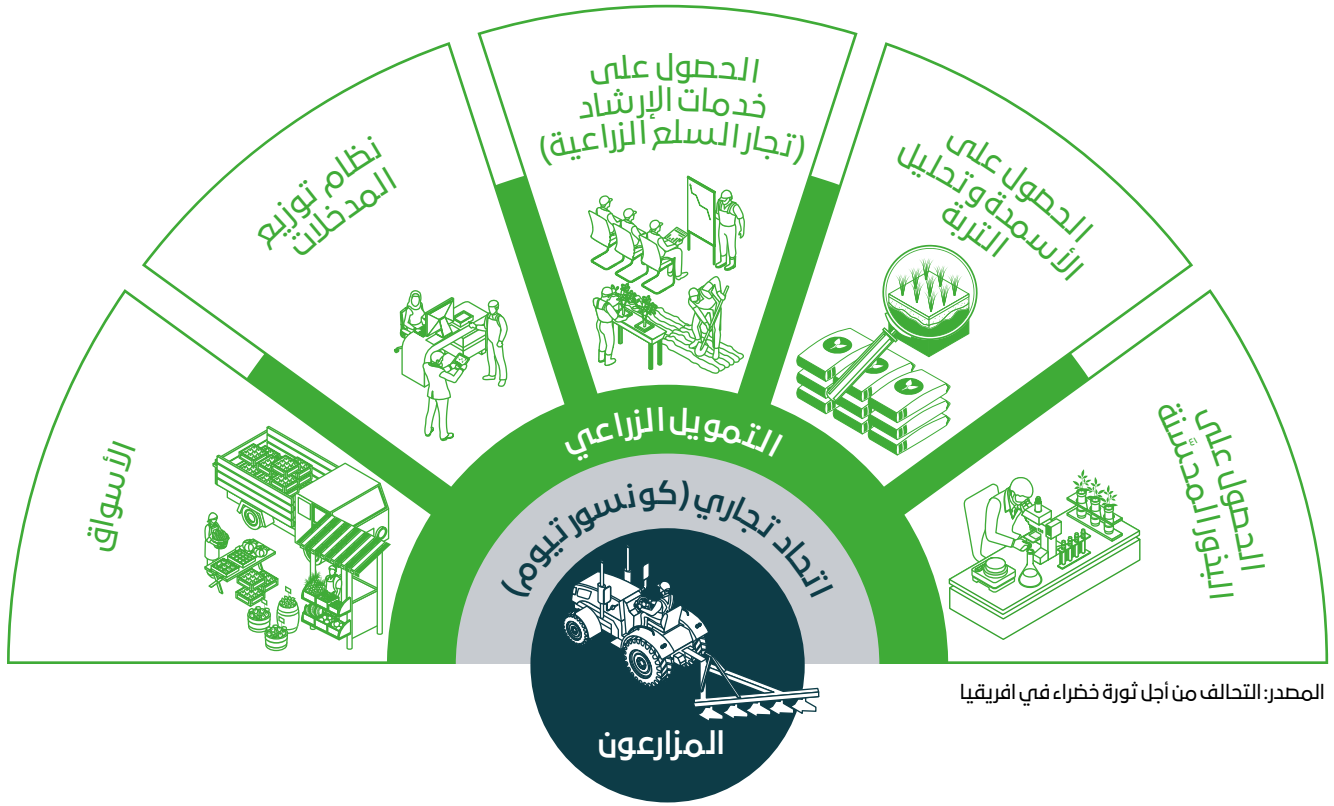 الحصول على
البذور المحسَّنة
الحصول على
الأسمدة وتحليل
التربة
الحصول على
خدمات الإرشاد
(تجار السلع الزراعية)
نظام توزيع
المدخلات
الأسواق
التمويل الزراعي
اتحاد تجاري (كونسورتيوم)
المزارعون
المصدر: التحالف من أجل ثورة خضراء في افريقيا